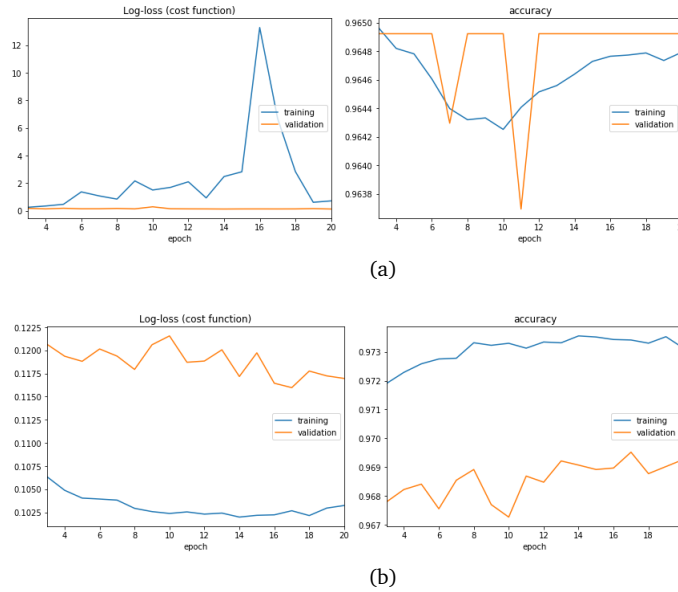 Log-loss (cost function)
accuracy
12
10
8
6
4
2
0
training
validation
4 6 8 10 12 14 16 18 20
epoch
0.9650
0.9648
0.9646
0.9644
0.9642
0.9640
0.9638
training
validation
4 6 8 10 12 14 16 18
epoch
(a)
Log-loss (cost function)
accuracy
0.1225
0.1200
0.1175
0.1150
0.1125
0.1100
0.1075
0.1050
0.1025
training
validation
4 6 8 10 12 14 16 18 20
epoch
0.973
0.972
0.971
0.970
0.969
0.968
0.967
training
validation
4 6 8 10 12 14 16 18
epoch
(b)